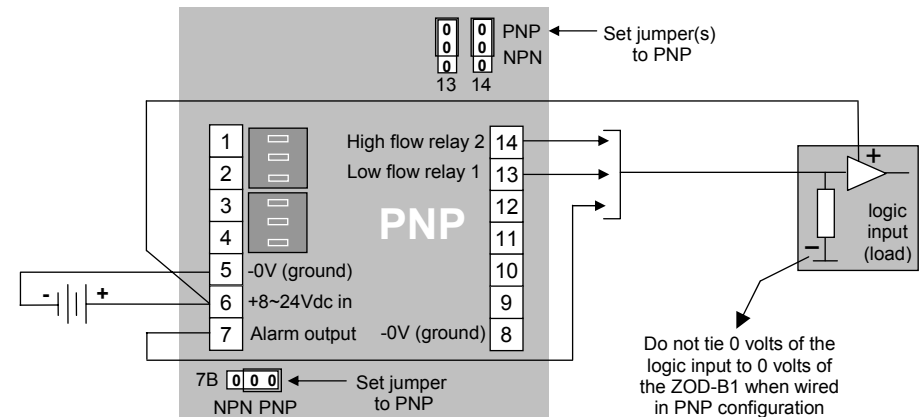 0 0 PNP
0 0 NPN
0 0
13 14
Set jumper(s)
to PNP
1
2
3
4
5 -0V (ground)
6 +8~24Vdc in
7 Alarm output
High flow relay 2 14
Low flow relay 1 13
12
11
10
9
-0V (ground) 8
PNP
- +
7B 0 0 0
NPN PNP
Set jumper
to PNP
+
logic
input
(load)
–
Do not tie 0 volts of the
logic input to 0 volts of
the ZOD-B1 when wired
in PNP configuration